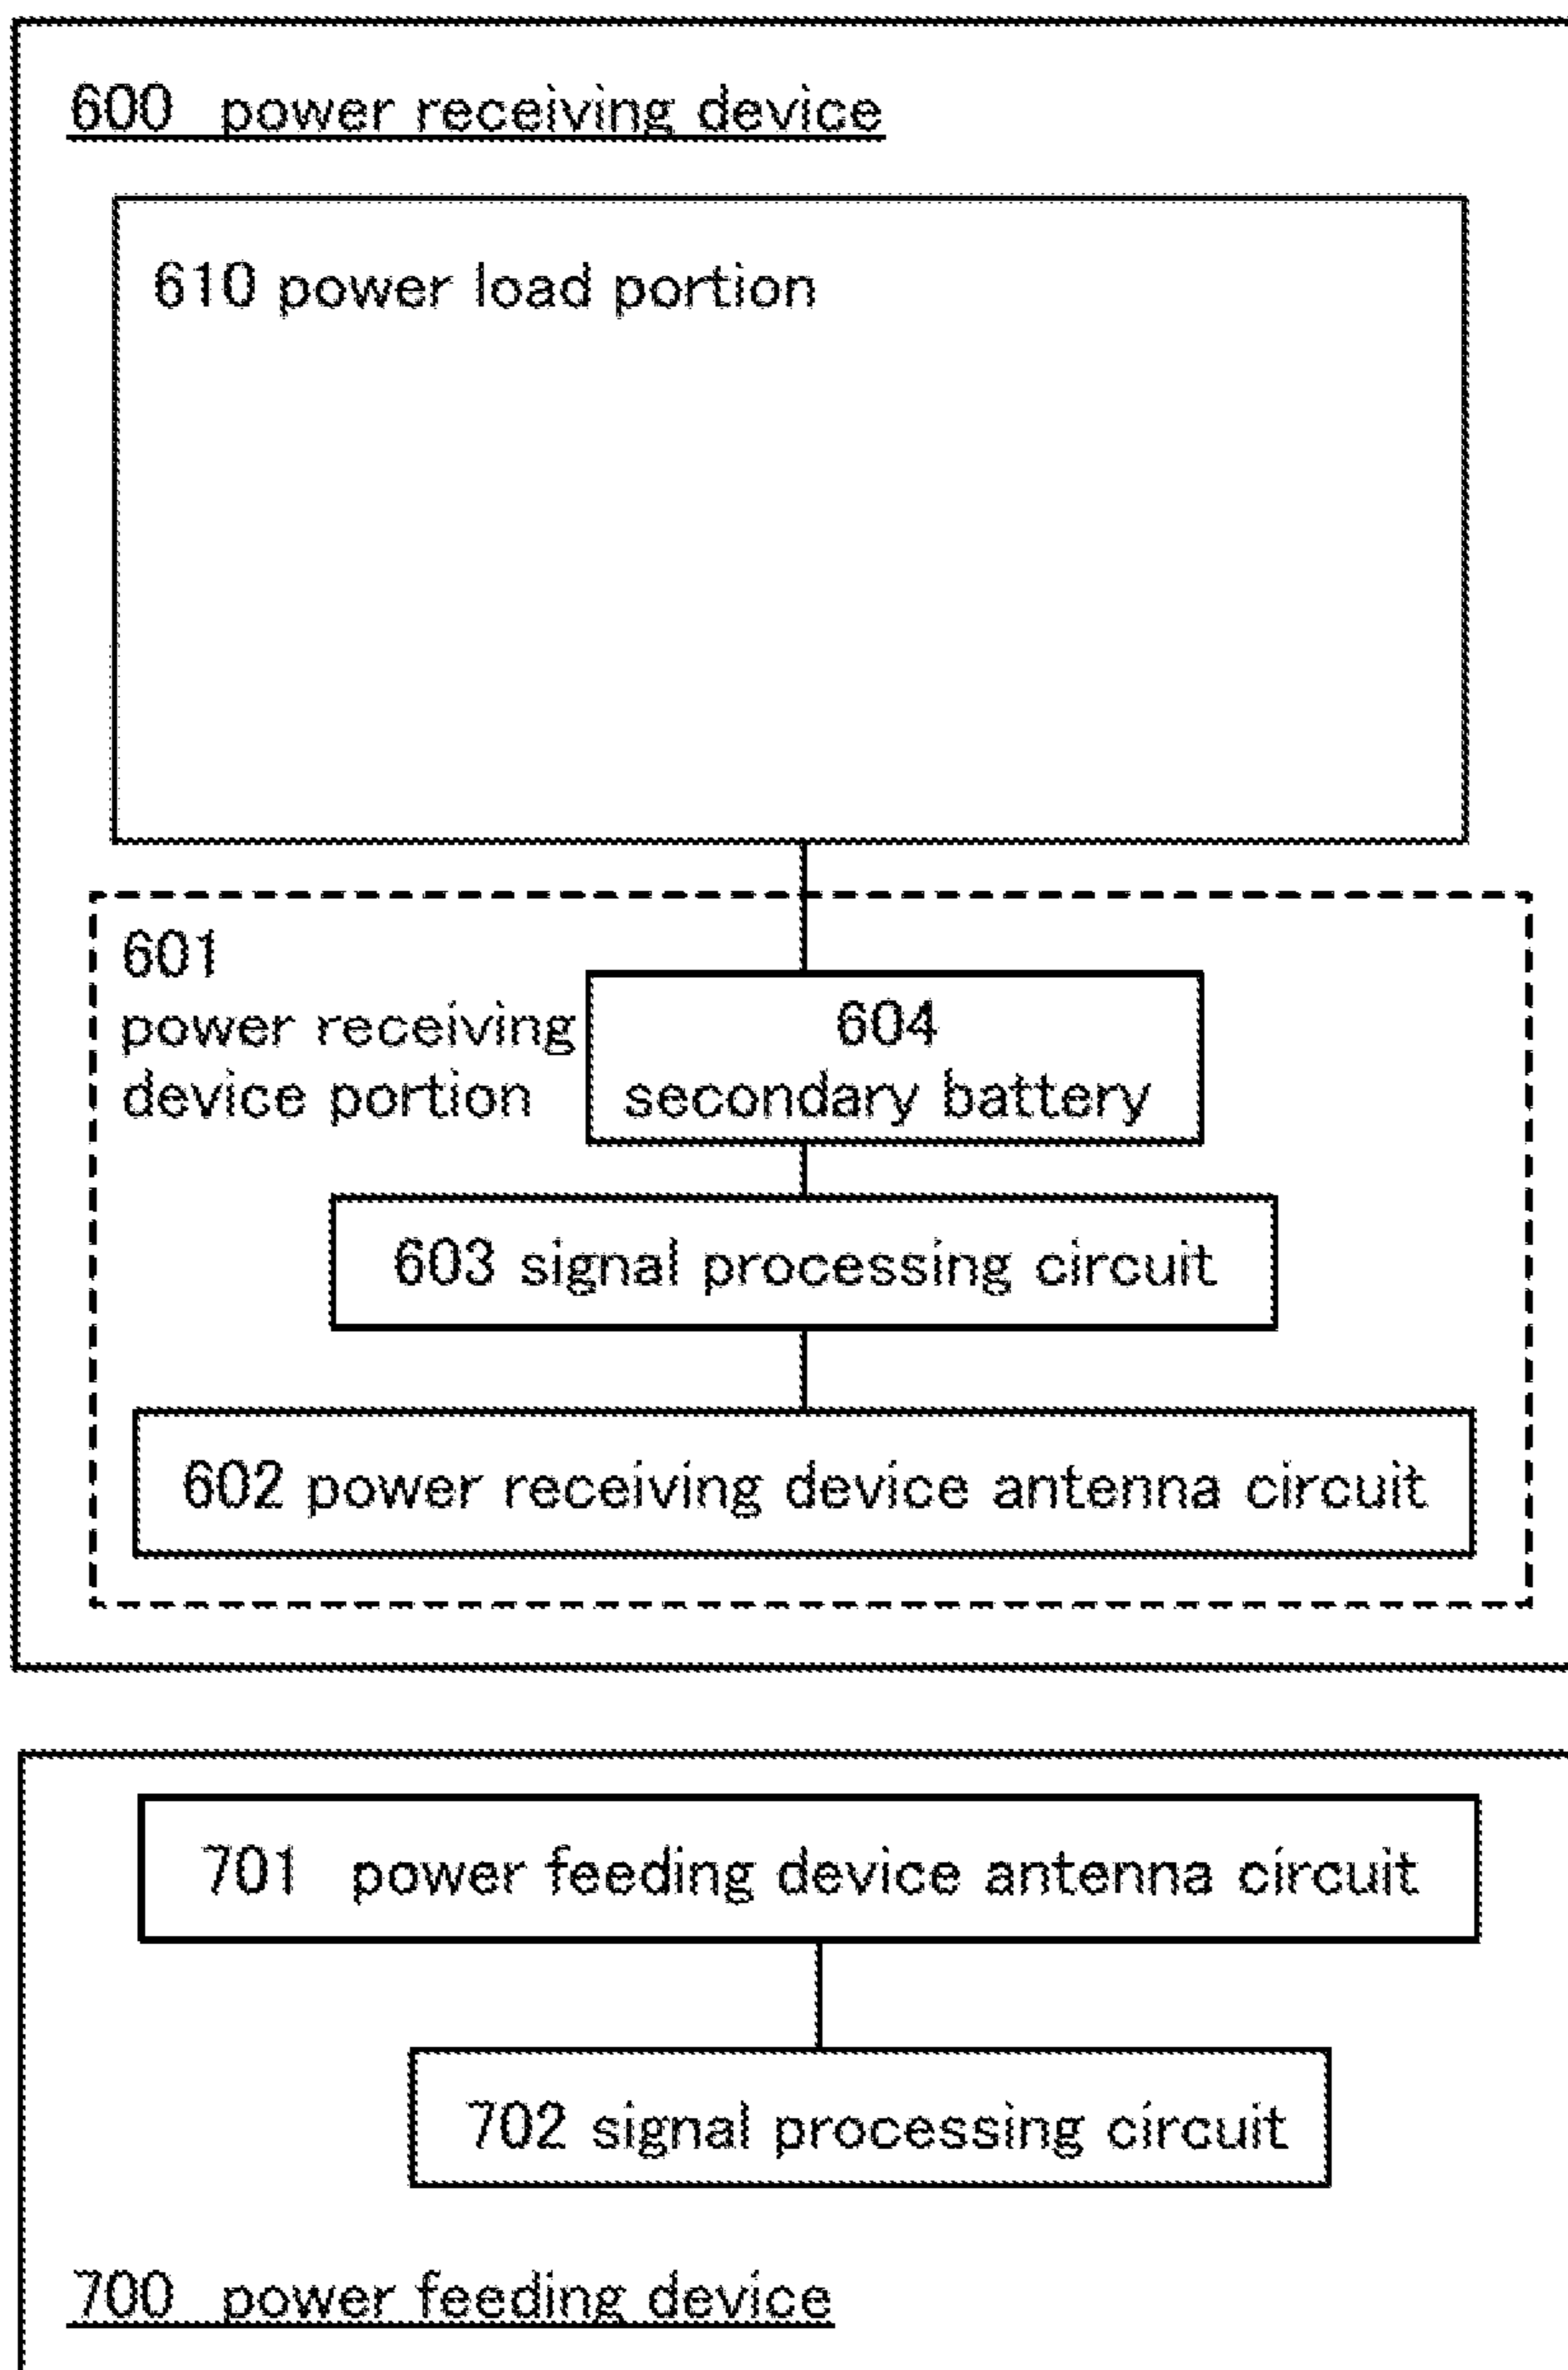 600 power receiving device
610 power load portion
601
power receiving
device portion
604
secondary battery
603 signal processing circuit
602 power receiving device antenna circuit
701 power feeding device antenna circuit
702 signal processing circuit
700 power feeding device